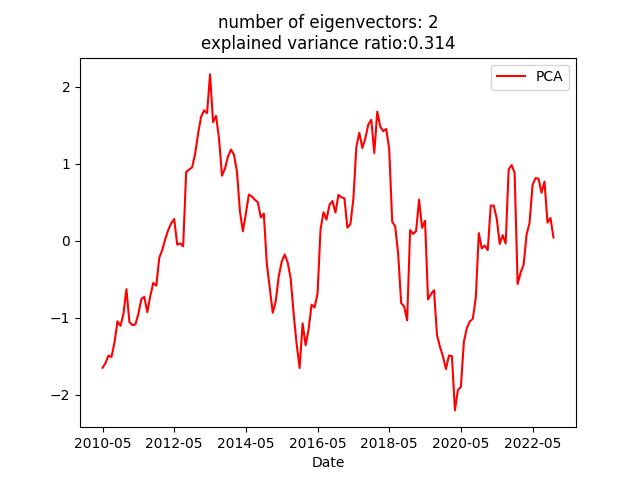 number of eigenvectors: 2
explained variance ratio:0.314
PCA
2
1
0
−1
−2
2010-05 2012-05 2014-05 2016-05 2018-05 2020-05 2022-05
Date